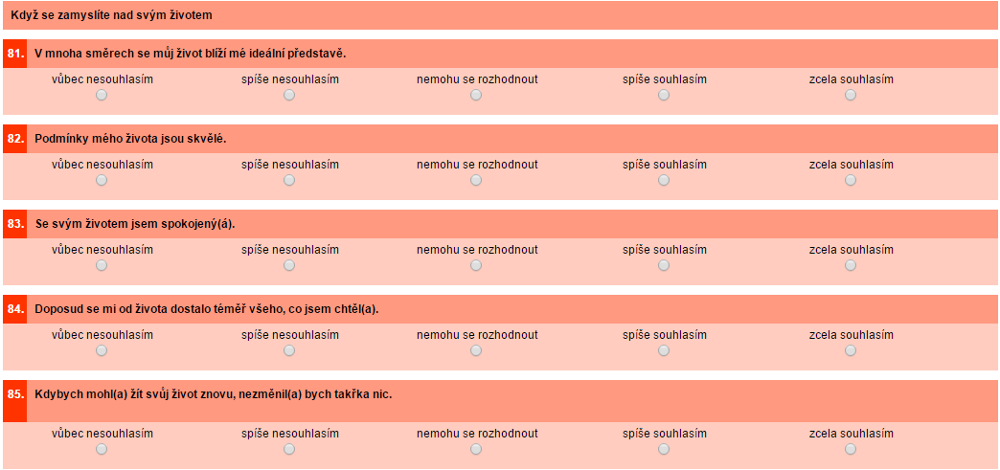 Když se zamyslíte nad svým životem
81. V mnoha směrech se můj život blíží mé ideální představě.
vůbec nesouhlasím spíše nesouhlasím nemohu se rozhodnout spíše souhlasím zcela souhlasím
82. Podmínky mého života jsou skvělé.
vůbec nesouhlasím spíše nesouhlasím nemohu se rozhodnout spíše souhlasím zcela souhlasím
83. Se svým životem jsem spokojený(á).
vůbec nesouhlasím spíše nesouhlasím nemohu se rozhodnout spíše souhlasím zcela souhlasím
84. Doposud se mi od života dostalo téměř všeho, co jsem chtěl(a).
vůbec nesouhlasím spíše nesouhlasím nemohu se rozhodnout spíše souhlasím zcela souhlasím
85. Kdybych mohl(a) žít svůj život znovu, nezměnil(a) bych takřka nic.
vůbec nesouhlasím spíše nesouhlasím nemohu se rozhodnout spíše souhlasím zcela souhlasím